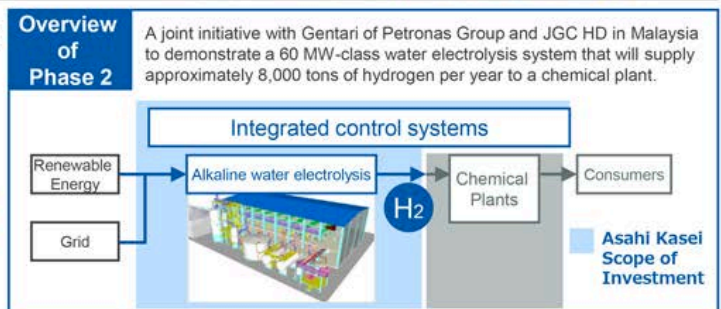 Overview
of
Phase 2
A joint initiative with Gentari of Petronas Group and JGC HD in Malaysia
to demonstrate a 60 MW-class water electrolysis system that will supply
approximately 8,000 tons of hydrogen per year to a chemical plant.
Integrated control systems
Renewable
Energy
Alkaline water electrolysis
H2
Chemical
Plants
Consumers
Grid
Asahi Kasei
Scope of
Investment